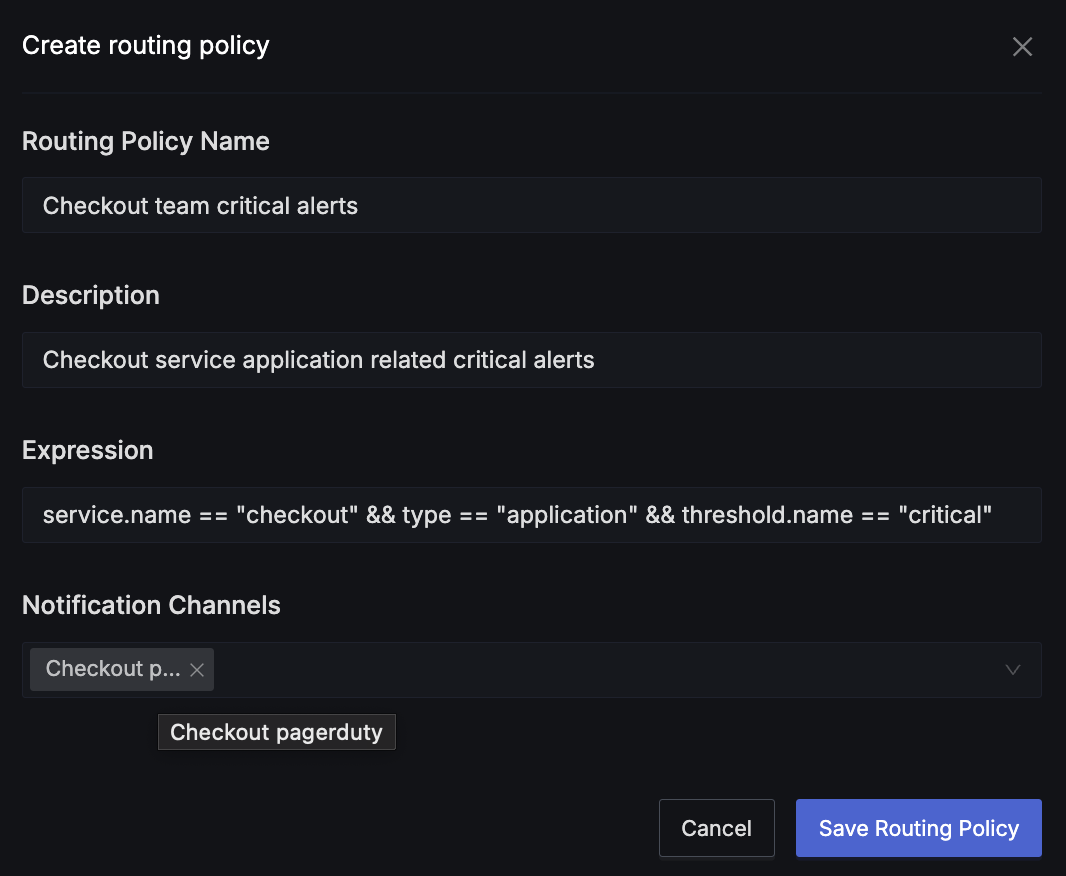 Create routing policy
Routing Policy Name
Checkout team critical alerts
Description
Checkout service application related critical alerts
Expression
service.name == "checkout" && type == "application" && threshold.name == "critical"
Notification Channels
Checkout p...
Checkout pagerduty
Cancel
Save Routing Policy